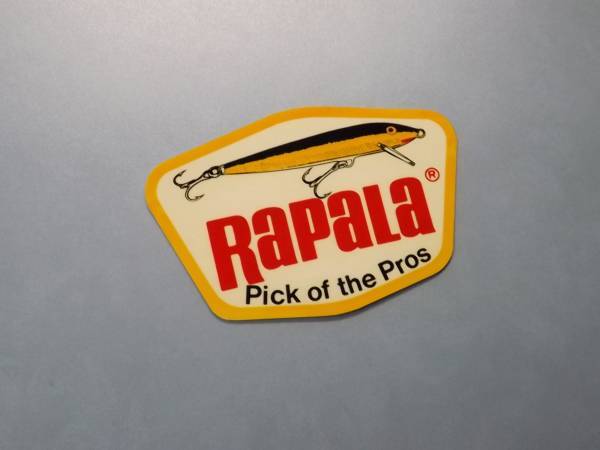 RAPALA®
Pick of the Pros